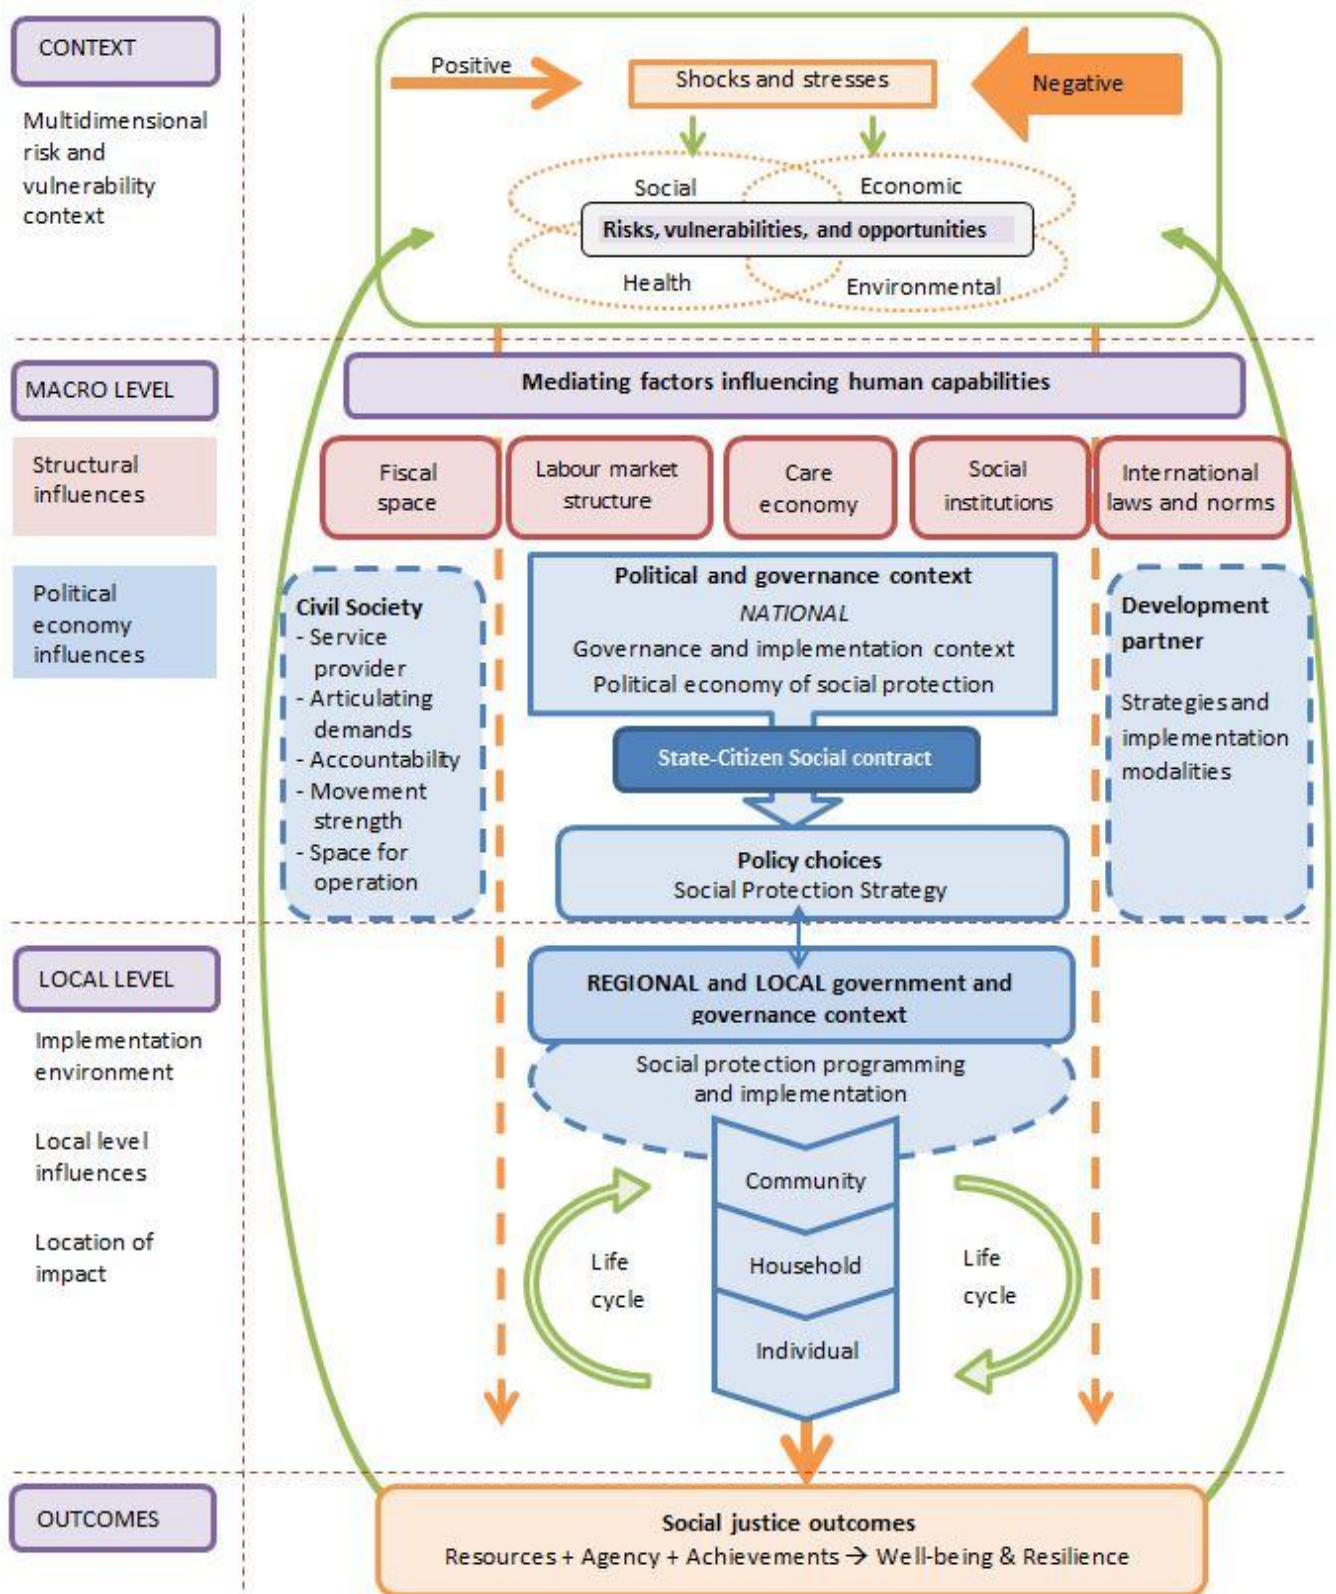 CONTEXT
Multidimensional
risk and
vulnerability
context
Positive
Shocks and stresses
Negative
Social
Economic
Risks, vulnerabilities, and opportunities
Health
Environmental
MACRO LEVEL
Mediating factors influencing human capabilities
Structural
influences
Fiscal
space
Labour market
structure
Care
economy
Social
institutions
International
laws and norms
Political
economy
influences
Civil Society
- Service
provider
- Articulating
demands
- Accountability
- Movement
strength
- Space for
operation
Political and governance context
NATIONAL
Governance and implementation context
Political economy of social protection
State-Citizen Social contract
Policy choices
Social Protection Strategy
Development
partner
Strategies and
implementation
modalities
LOCAL LEVEL
Implementation
environment
Local level
influences
Location of
impact
REGIONAL and LOCAL government and
governance context
Social protection programming
and implementation
Community
Household
Individual
Life
cycle
Life
cycle
OUTCOMES
Social justice outcomes
Resources + Agency + Achievements → Well-being & Resilience